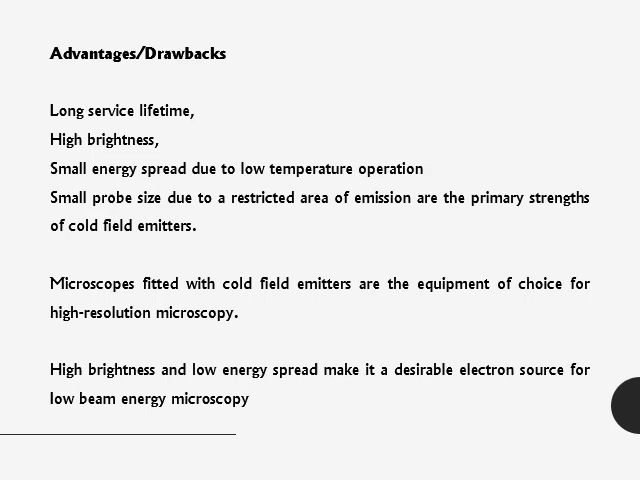 Advantages/Drawbacks
Long service lifetime,
High brightness,
Small energy spread due to low temperature operation
Small probe size due to a restricted area of emission are the primary strengths
of cold field emitters.
Microscopes fitted with cold field emitters are the equipment of choice for
high-resolution microscopy.
High brightness and low energy spread make it a desirable electron source for
low beam energy microscopy